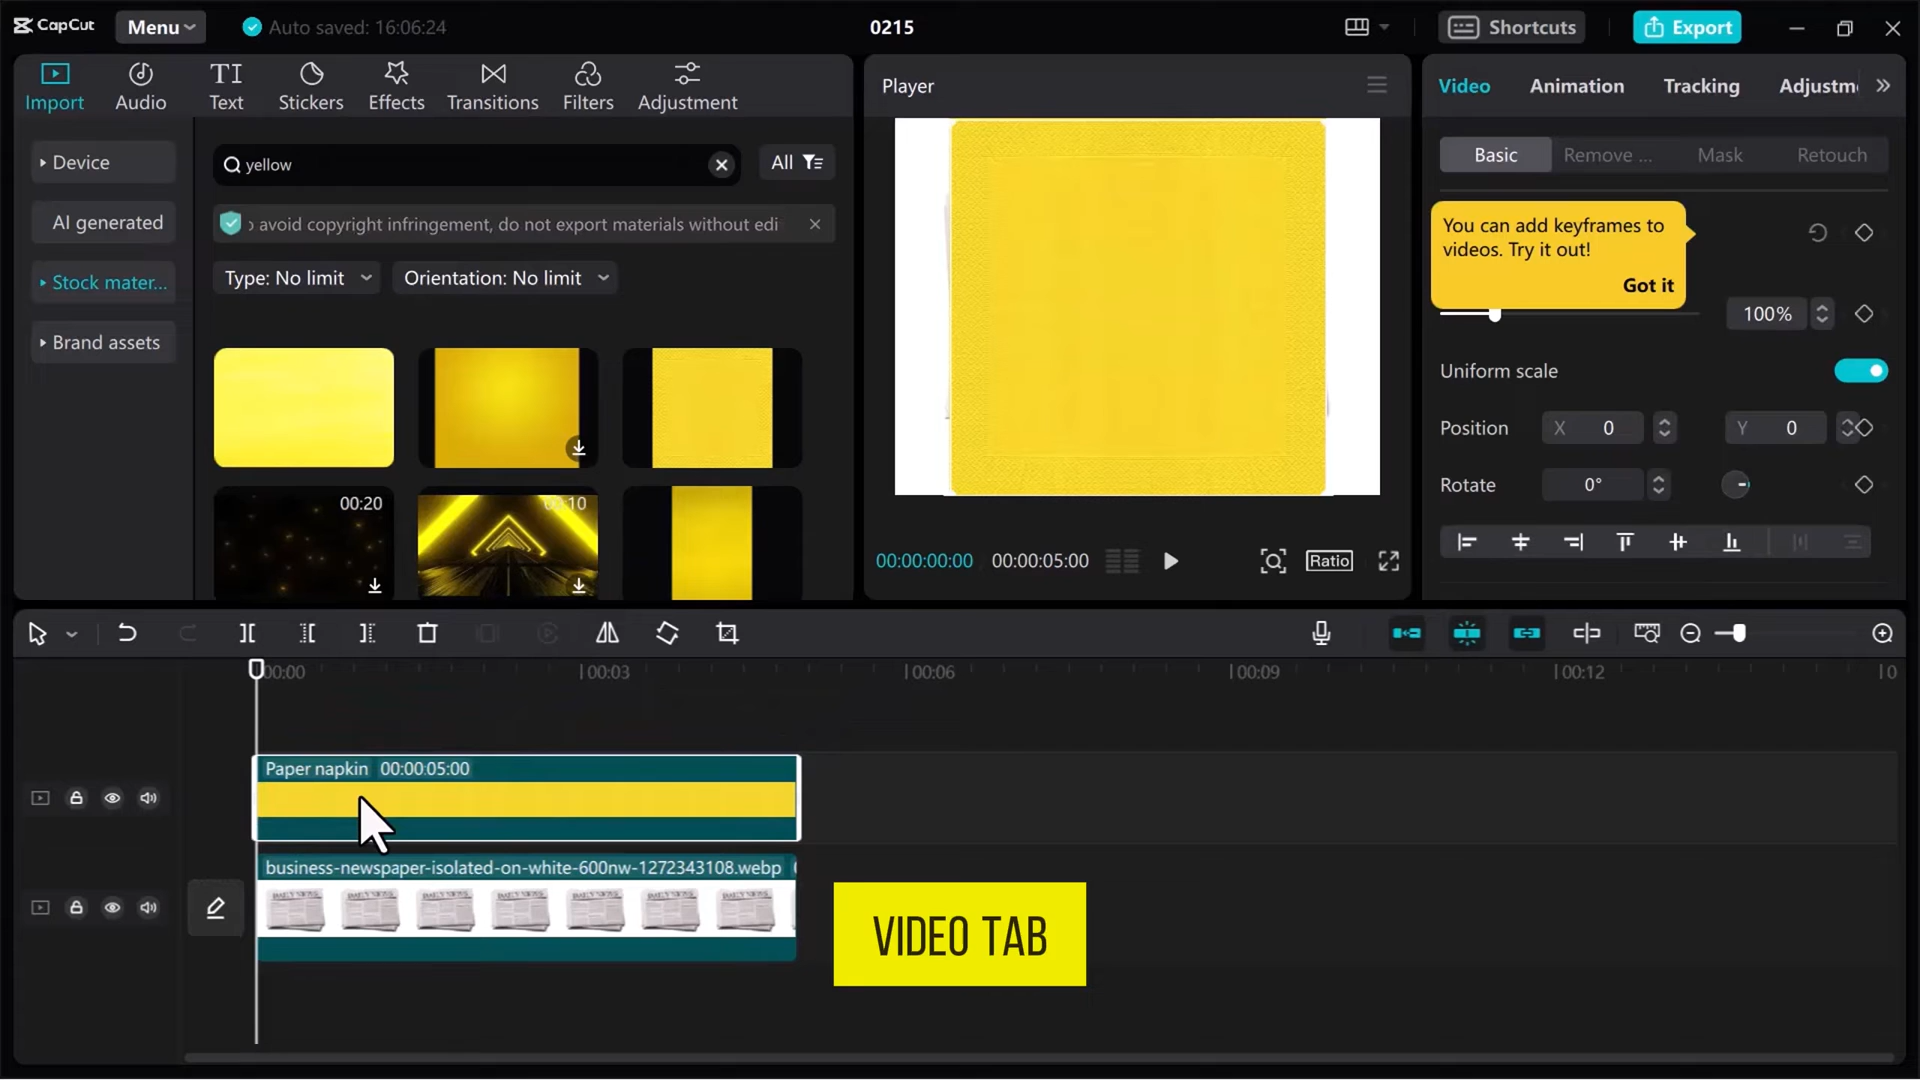 CapCut
Menu
Auto saved: 16:06:24
0215
Shortcuts
Export
Import
Audio
TI
Text
Stickers
Effects
Transitions
Filters
Adjustment
Device
AI generated
Stock mater...
Brand assets
yellow
All
avoid copyright infringement, do not export materials without edi
Type: No limit
Orientation: No limit
00:20
00:10
Player
00:00:00:00
00:00:05:00
Ratio
Video
Animation
Tracking
Adjustm
Basic
Remove ...
Mask
Retouch
You can add keyframes to
videos. Try it out!
Got it
100%
Uniform scale
Position
X 0
Y 0
Rotate
0°
00:00
00:03
00:06
00:09
00:12
0
Paper napkin 00:00:05:00
business-newspaper-isolated-on-white-600nw-1272343108.webp
VIDEO TAB